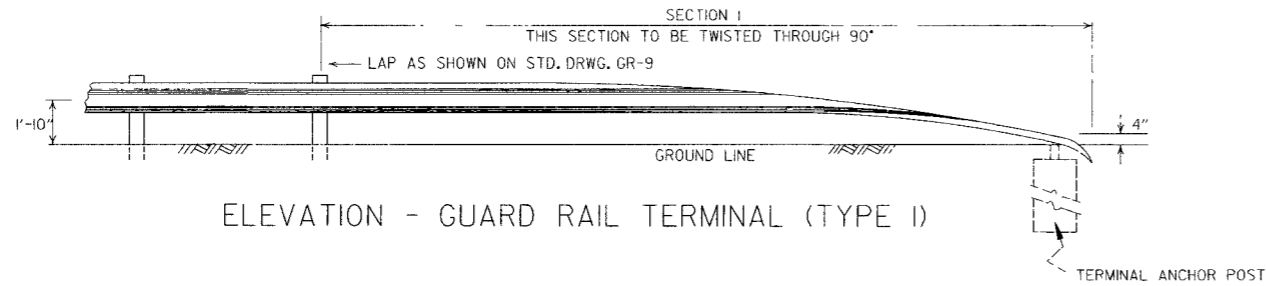 SECTION I
THIS SECTION TO BE TWISTED THROUGH 90°
LAP AS SHOWN ON STD. DRWG. GR-9
1'-10"
4"
GROUND LINE
ELEVATION - GUARD RAIL TERMINAL (TYPE I)
TERMINAL ANCHOR POST